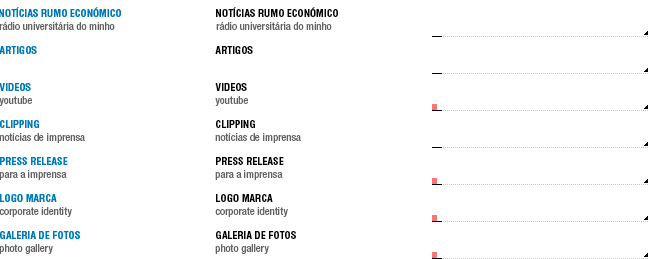 NOTÍCIAS RUMO ECONÓMICO
rádio universitária do minho
ARTIGOS
VIDEOS
youtube
CLIPPING
notícias de imprensa
PRESS RELEASE
para a imprensa
LOGO MARCA
corporate identity
GALERIA DE FOTOS
photo gallery
NOTÍCIAS RUMO ECONÓMICO
rádio universitária do minho
ARTIGOS
VIDEOS
youtube
CLIPPING
notícias de imprensa
PRESS RELEASE
para a imprensa
LOGO MARCA
corporate identity
GALERIA DE FOTOS
photo gallery